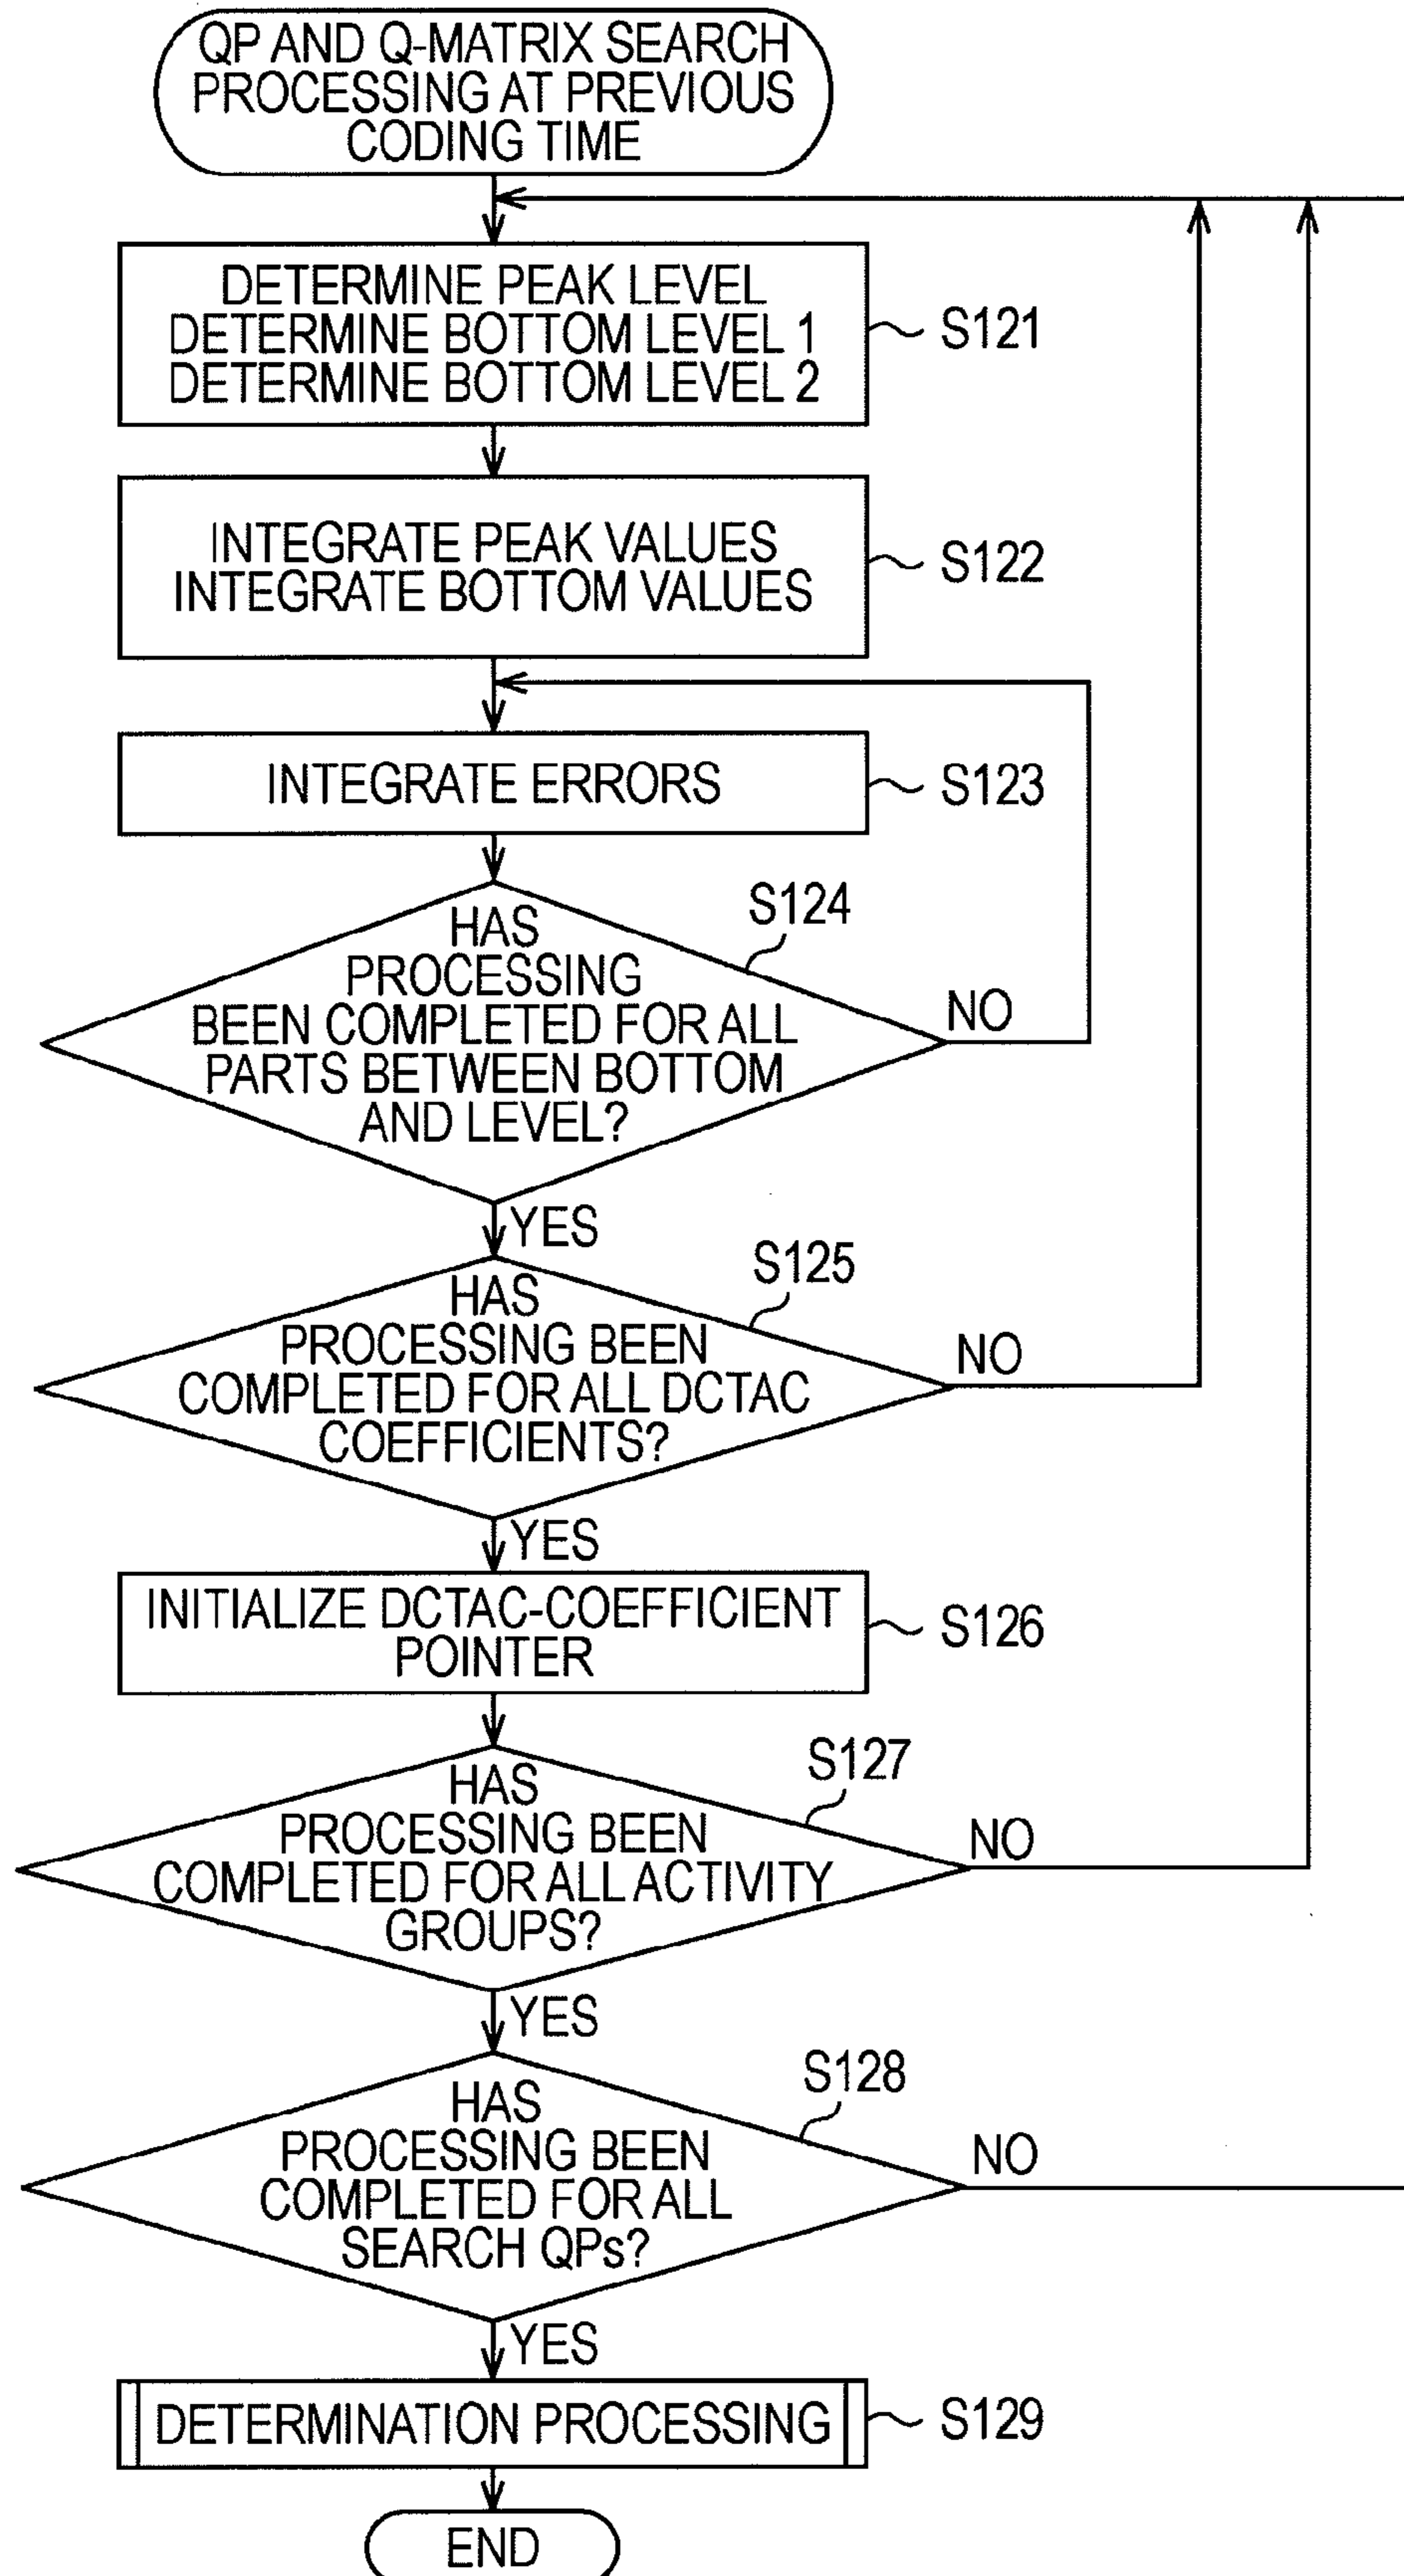 QP AND Q-MATRIX SEARCH
PROCESSING AT PREVIOUS
CODING TIME
DETERMINE PEAK LEVEL
DETERMINE BOTTOM LEVEL 1
DETERMINE BOTTOM LEVEL 2
S121
INTEGRATE PEAK VALUES
INTEGRATE BOTTOM VALUES
S122
INTEGRATE ERRORS
S123
S124
HAS
PROCESSING
BEEN COMPLETED FOR ALL
PARTS BETWEEN BOTTOM
AND LEVEL?
NO
YES
S125
HAS
PROCESSING BEEN
COMPLETED FOR ALL DCTAC
COEFFICIENTS?
NO
YES
INITIALIZE DCTAC-COEFFICIENT
POINTER
S126
S127
HAS
PROCESSING BEEN
COMPLETED FOR ALL ACTIVITY
GROUPS?
NO
YES
S128
HAS
PROCESSING BEEN
COMPLETED FOR ALL
SEARCH QPs?
NO
YES
DETERMINATION PROCESSING
S129
END